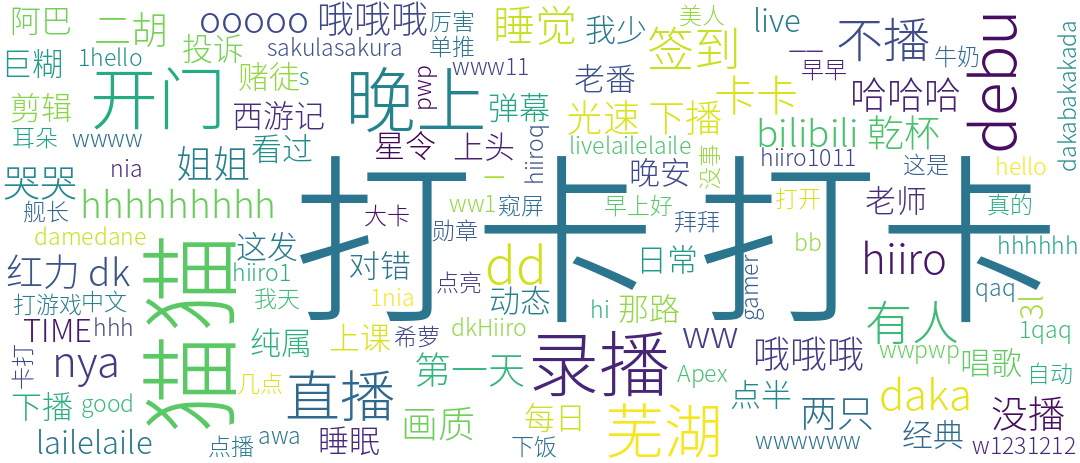 阿巴
二胡
ooooo
哦哦哦
厉害
睡觉
我少
美人
live
不播
一一
debu
巨糊
1hello
投诉
sakulasakura
单推
签到
早早
牛奶
dakabakakada
赌徒s
www11
老番
开门
晚上
pwp
卡卡
哈哈哈
剪辑
西游记
弹幕
光速
下播
耳朵
wwww
看过
星令
上头
hiiroq
livelailelaile
bilibili
乾杯
nia
姐姐
晚安
没事
hiiro1011
这是
hello
哭哭
一
打卡打卡
舰长
hhhhhhhhh
大卡
ww1
窥屏
早上好
拜拜
打开
老师
真的
damedane
猫猫
这发
勋章
dd
日常
bb
hiiro
hhhhhh
红力
dk
hiiro1
对错
点亮
gamer
qaq
打游戏
中文
我天
1nia
动态
hi
那路
3l
TIME
hhh
纯属
上课
希萝
dkHiiro
录播
ww
哦哦哦
有人
1qaq
wwpwp
卡打
nya
几点
第一天
Apex
唱歌
自动
下播
good
直播
画质
每日
芜湖
点半
两只
daka
没播
lailelaile
点播
awa
睡眠
下饭
wwwwww
经典
w1231212